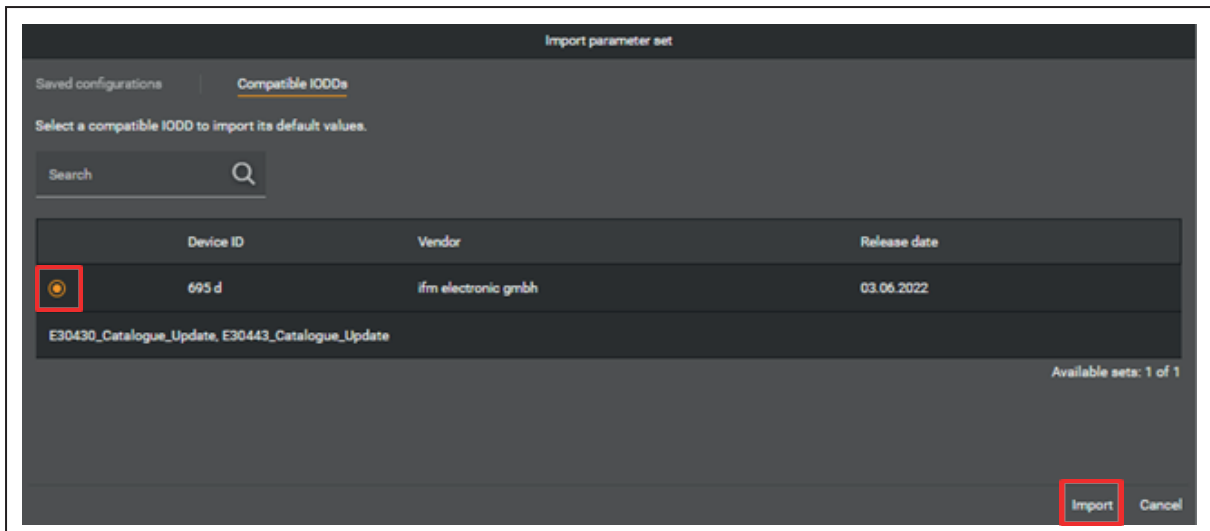 Import parameter set
Saved configurations Compatible IODDs
Select a compatible IODD to import its default values.
Search
Device ID Vendor Release date
695 d ifm electronic gmbh 03.06.2022
E30430_Catalogue_Update, E30443_Catalogue_Update
Available sets: 1 of 1
Import Cancel